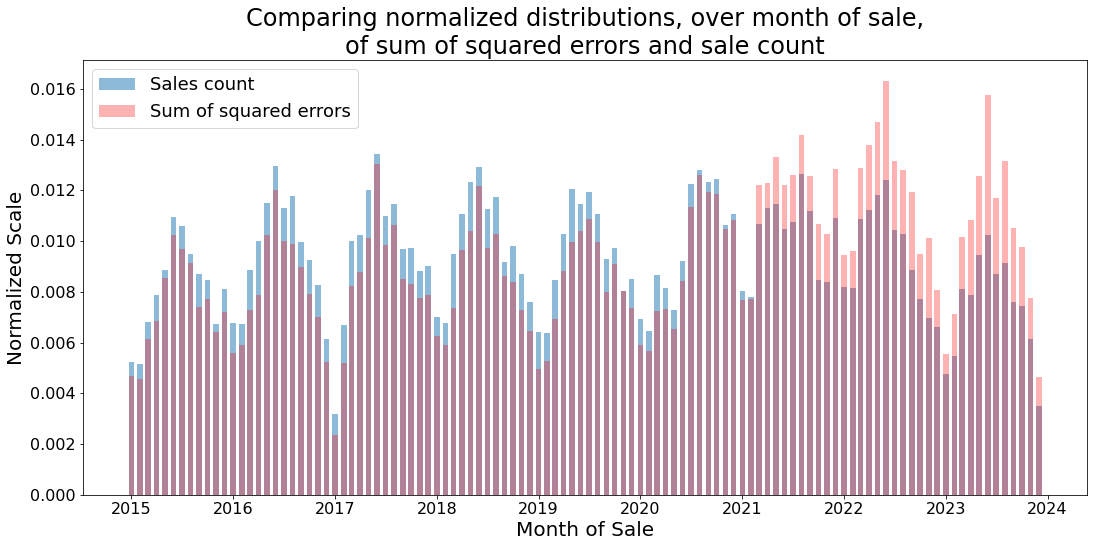 Comparing normalized distributions, over month of sale,
of sum of squared errors and sale count
Sales count
Sum of squared errors
Normalized Scale
0.016
0.014
0.012
0.010
0.008
0.006
0.004
0.002
0.000
2015 2016 2017 2018 2019 2020 2021 2022 2023 2024
Month of Sale